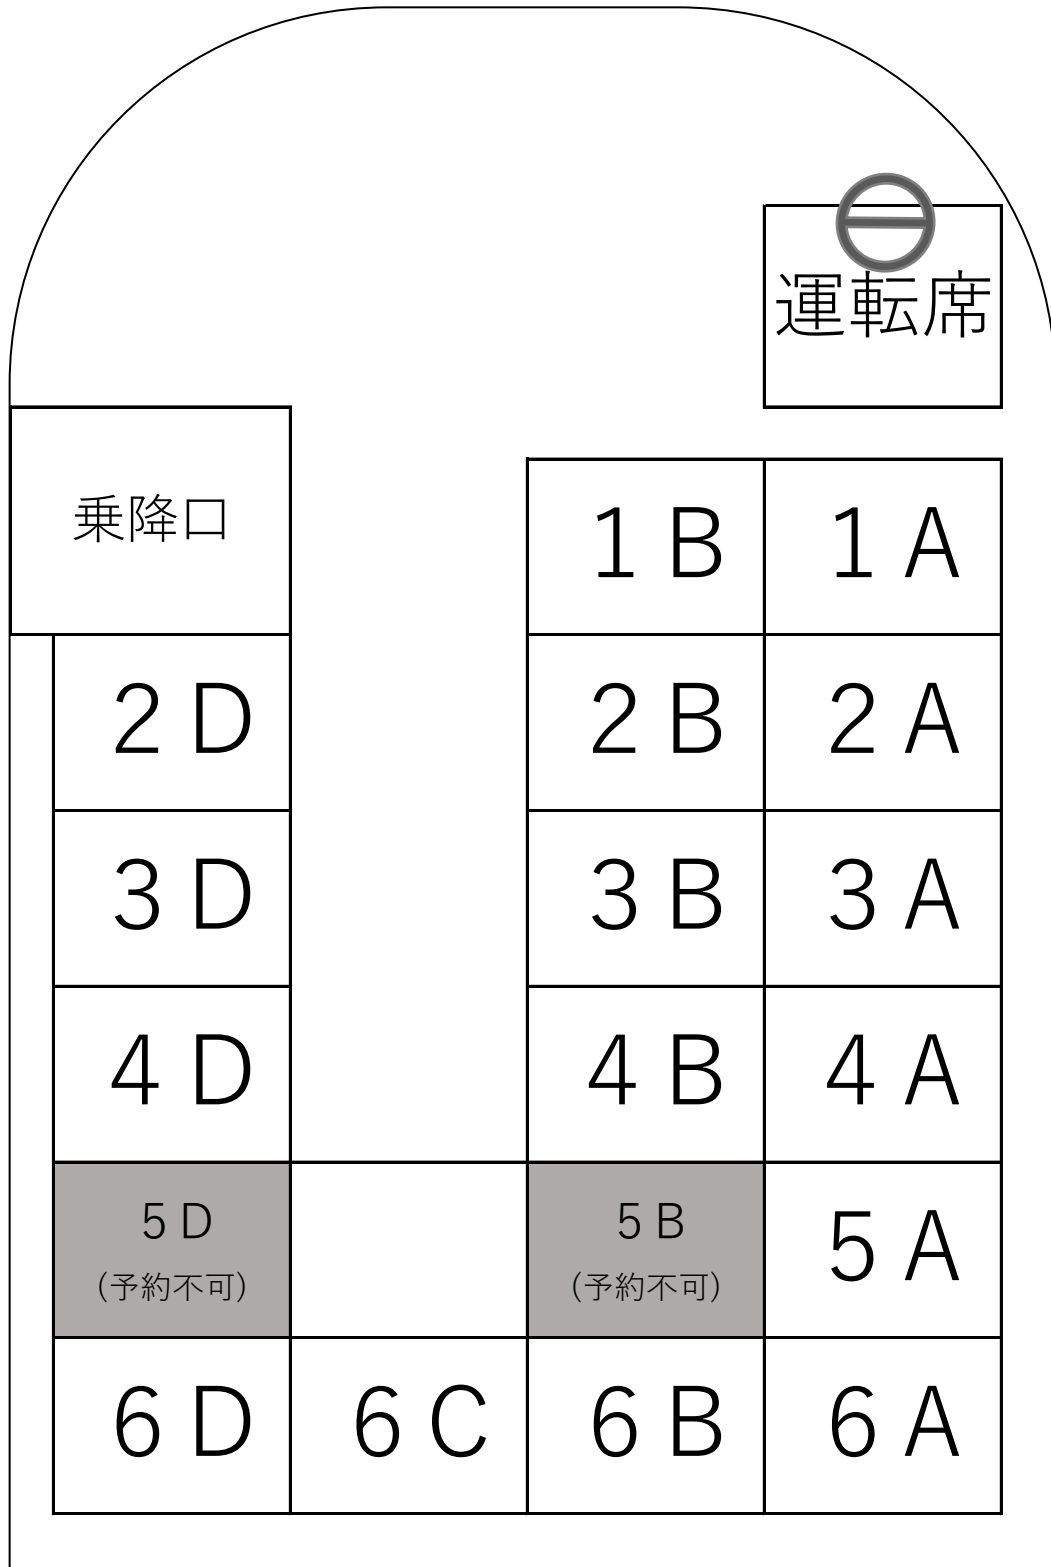 運転席
乗降口
１Ｂ １Ａ
２Ｄ ２Ｂ ２Ａ
３Ｄ ３Ｂ ３Ａ
４Ｄ ４Ｂ ４Ａ
５Ｄ ５Ｂ ５Ａ
(予約不可) (予約不可)
６Ｄ ６Ｃ ６Ｂ ６Ａ